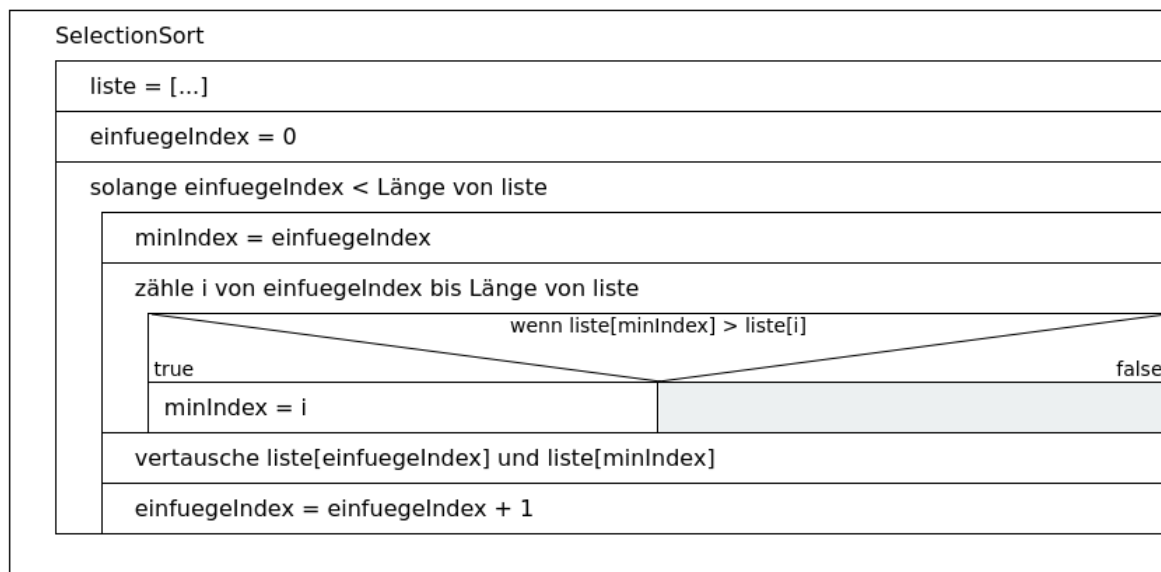 SelectionSort
liste = [...]
einfuegeIndex = 0
solange einfuegeIndex < Länge von liste
minIndex = einfuegeIndex
zähle i von einfuegeIndex bis Länge von liste
wenn liste[minIndex] > liste[i]
true
false
minIndex = i
vertausche liste[einfuegeIndex] und liste[minIndex]
einfuegeIndex = einfuegeIndex + 1